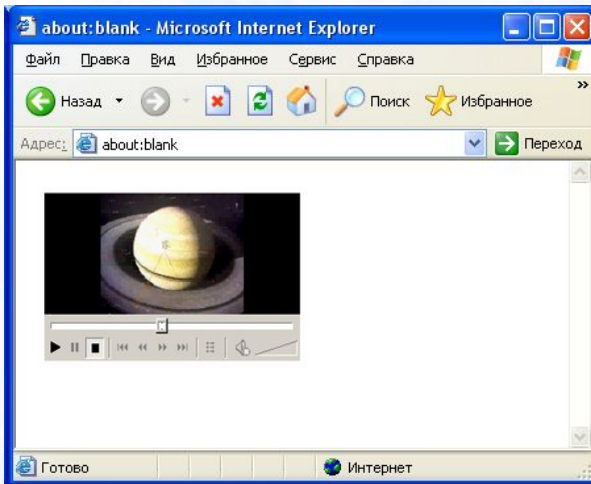 about:blank - Microsoft Internet Explorer
Файл Правка Вид Избранное Сервис Справка
Назад Поиск Избранное »
Адрес: about:blank Переход
Готово Интернет